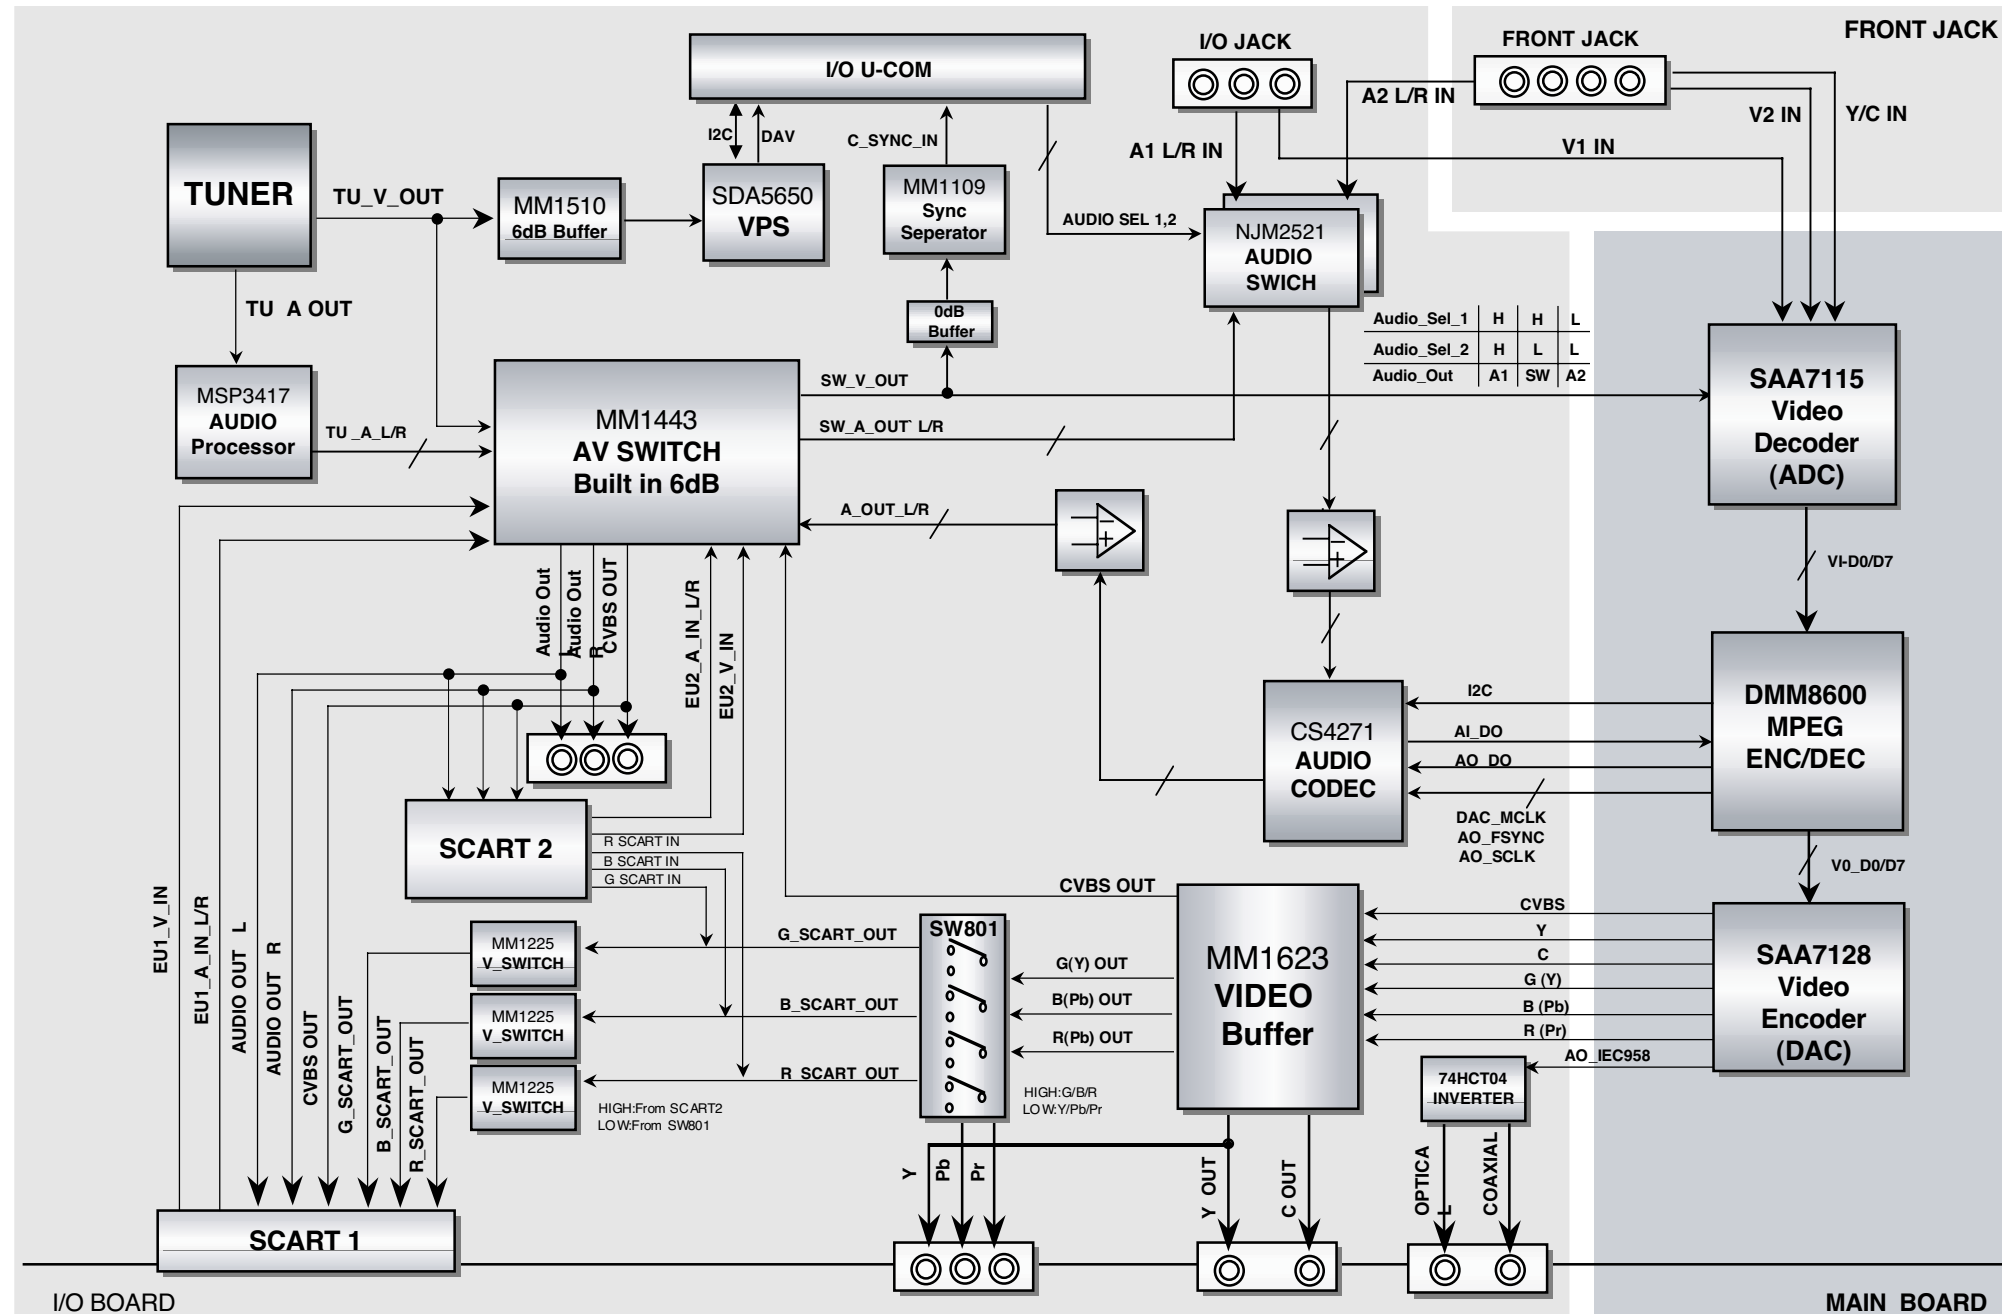 FRONT JACK
I/O JACK
FRONT JACK
I/O U-COM
A2 L/R IN
V2 IN
Y/C IN
I2C
DAV
C_SYNC_IN
A1 L/R IN
V1 IN
TUNER
TU_V_OUT
MM1510
6dB Buffer
SDA5650
VPS
MM1109
Sync
Seperator
AUDIO SEL 1,2
NJM2521
AUDIO
SWICH
TU A OUT
0dB
Buffer
Audio_Sel_1 H H L
Audio_Sel_2 H L L
Audio_Out A1 SW A2
MSP3417
AUDIO
Processor
TU _A_L/R
MM1443
AV SWITCH
Built in 6dB
SW_V_OUT
SW_A_OUT` L/R
A_OUT_L/R
SAA7115
Video
Decoder
(ADC)
VI-D0/D7
Audio Out
L
Audio Out
R
CVBS OUT
EU2_A_IN_L/R
EU2_V_IN
DMM8600
MPEG
ENC/DEC
CS4271
AUDIO
CODEC
I2C
AI_DO
AO_DO
DAC_MCLK
AO_FSYNC
AO_SCLK
V0_D0/D7
SCART 2
R SCART IN
B SCART IN
G SCART IN
CVBS OUT
EU1_V_IN
EU1_A_IN_L/R
AUDIO OUT L
AUDIO OUT R
CVBS OUT
G_SCART_OUT
B_SCART_OUT
R_SCART_OUT
MM1225
V_SWITCH
MM1225
V_SWITCH
MM1225
V_SWITCH
G_SCART_OUT
B_SCART_OUT
R_SCART_OUT
HIGH:From SCART2
LOW:From SW801
SW801
G(Y) OUT
B(Pb) OUT
R(Pb) OUT
HIGH:G/B/R
LOW:Y/Pb/Pr
MM1623
VIDEO
Buffer
CVBS
Y
C
G (Y)
B (Pb)
R (Pr)
AO_IEC958
SAA7128
Video
Encoder
(DAC)
74HCT04
INVERTER
Y
Pb
Pr
Y OUT
C OUT
OPTICA
L
COAXIAL
SCART 1
I/O BOARD
MAIN BOARD